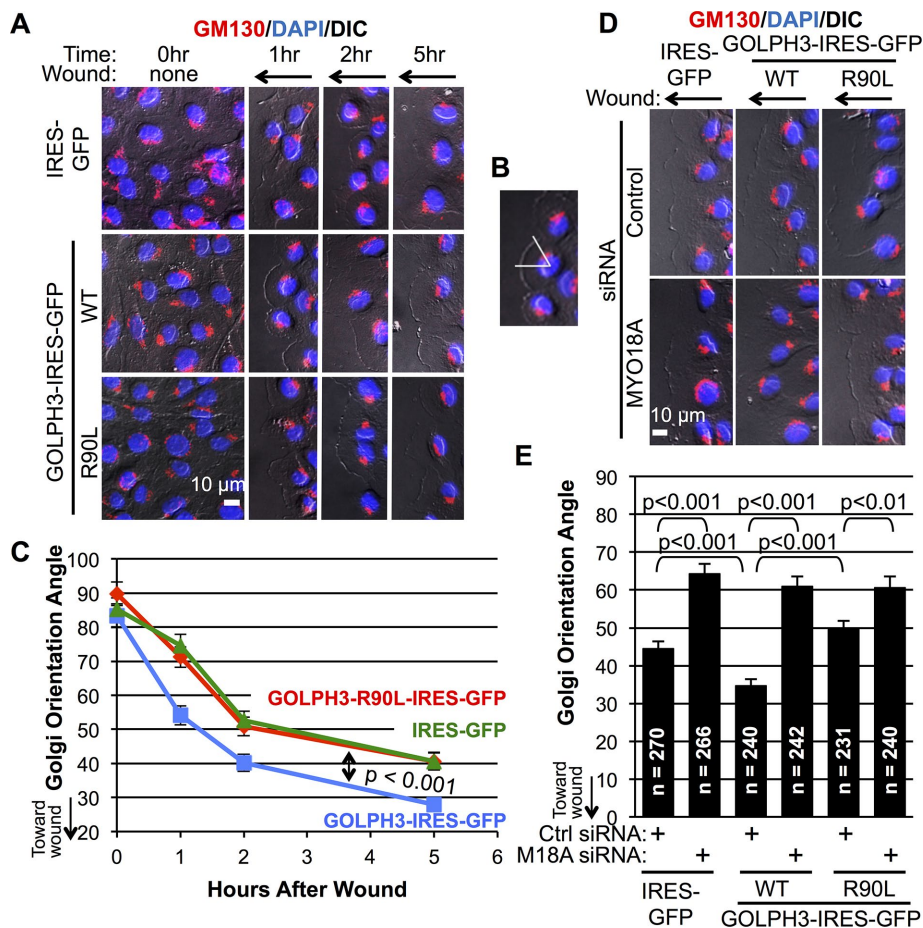 A
GM130/DAPI/DIC
Time: 0hr 1hr 2hr 5hr
Wound: none
IRES-
GFP
GOLPH3-IRES-GFP
WT
R90L
10 µm
B
C
Golgi Orientation Angle
100
90
80
70
60
50
40
30
20
Toward
wound
GOLPH3-R90L-IRES-GFP
IRES-GFP
p < 0.001
GOLPH3-IRES-GFP
0 1 2 3 4 5 6
Hours After Wound
D
GM130/DAPI/DIC
IRES-
GFP
GOLPH3-IRES-GFP
WT R90L
Wound:
siRNA
Control
MYO18A
10 µm
E
Golgi Orientation Angle
90
80
70
60
50
40
30
20
10
0
Toward
wound
p<0.001 p<0.001 p<0.01
p<0.001 p<0.001
n = 270
n = 266
n = 240
n = 242
n = 231
n = 240
Ctrl siRNA: + + +
M18A siRNA: + + +
IRES-
GFP
WT R90L
GOLPH3-IRES-GFP